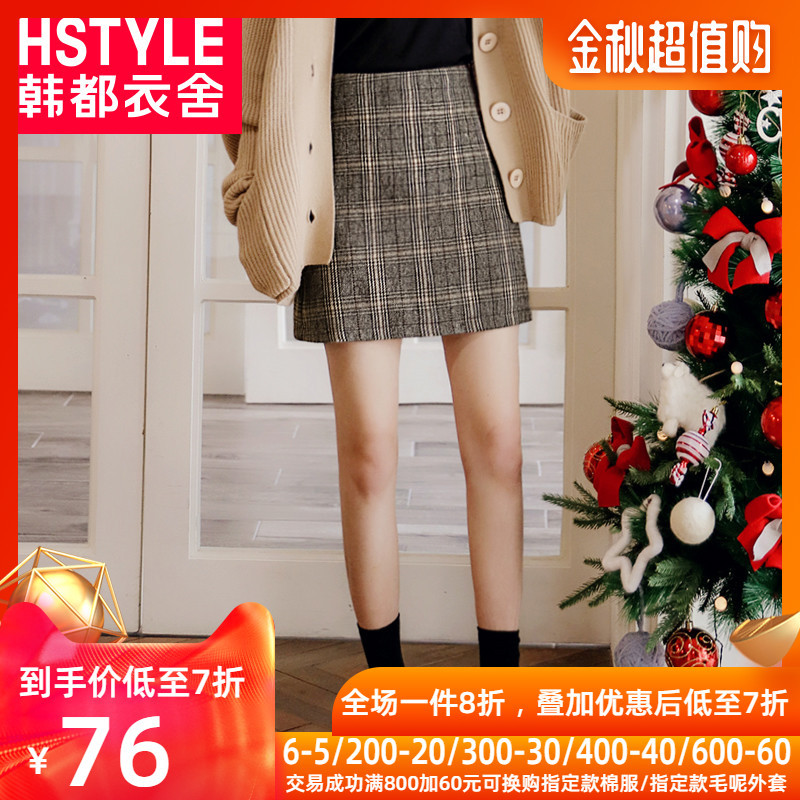 HSTYLE
韩都衣舍
金秋超值购
到手价低至7折
¥76
全场一件8折，叠加优惠后低至7折
6-5/200-20/300-30/400-40/600-60
交易成功满800加60元可换购指定款棉服/指定款毛呢外套